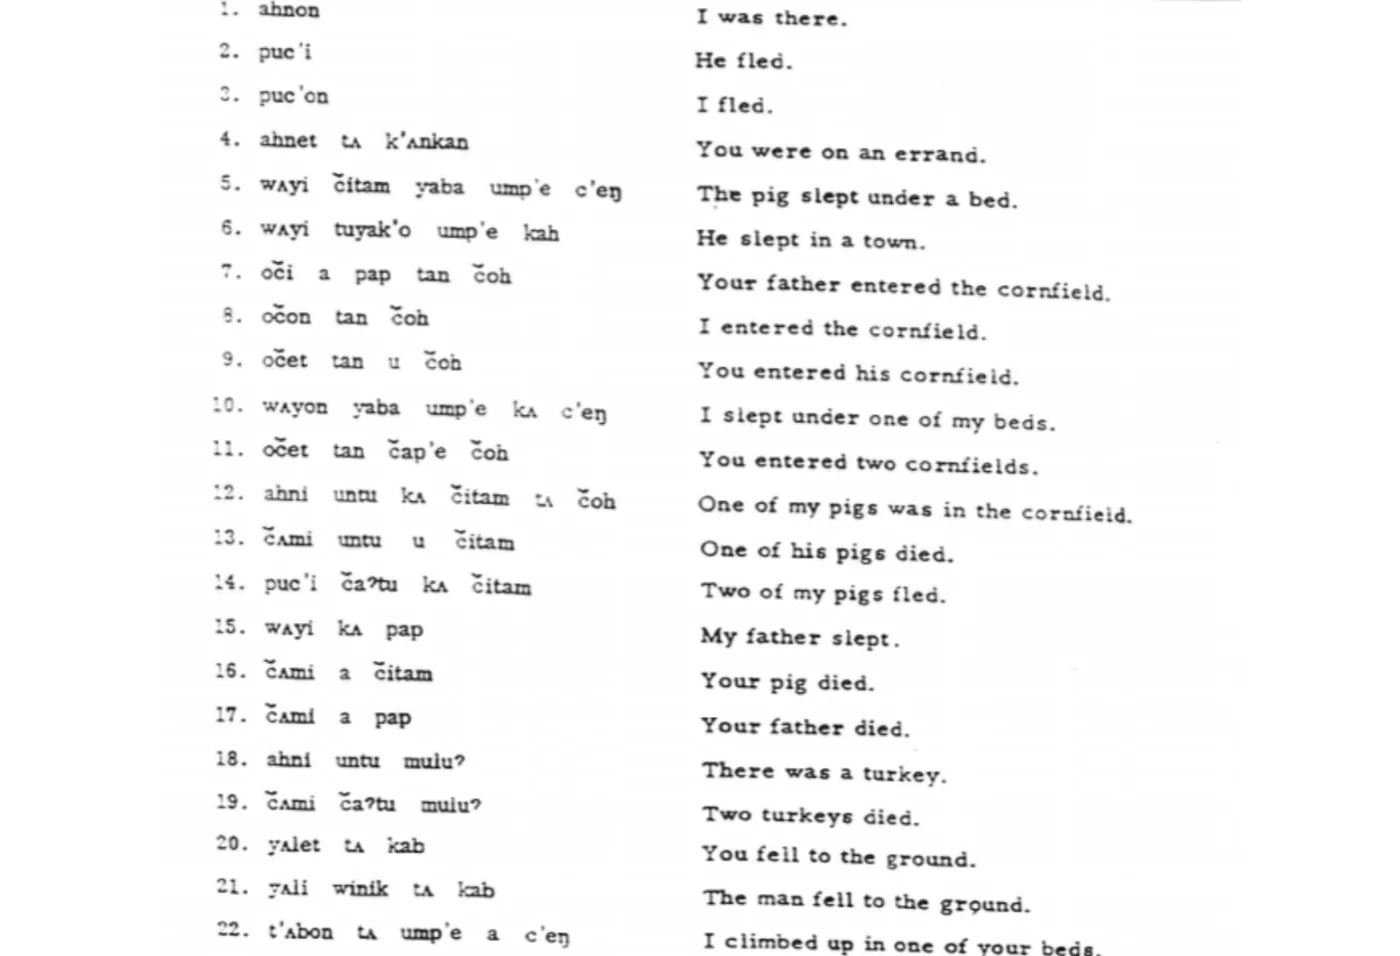 1. ahnon I was there.
2. puc'i He fled.
3. puc'on I fled.
4. ahnet tʌ k'ʌnkan You were on an errand.
5. wʌyi čitam yaba ump'e c'eŋ The pig slept under a bed.
6. wʌyi tuyak'o ump'e kah He slept in a town.
7. oči a pap tan čoh Your father entered the cornfield.
8. očon tan čoh I entered the cornfield.
9. očet tan u čoh You entered his cornfield.
10. wʌyon yaba ump'e kʌ c'eŋ I slept under one of my beds.
11. očet tan čap'e čoh You entered two cornfields.
12. ahni untu kʌ čitam tʌ čoh One of my pigs was in the cornfield.
13. čʌmi untu u čitam One of his pigs died.
14. puc'i čaʔtu kʌ čitam Two of my pigs fled.
15. wʌyi kʌ pap My father slept.
16. čʌmi a čitam Your pig died.
17. čʌmi a pap Your father died.
18. ahni untu muluʔ There was a turkey.
19. čʌmi čaʔtu muluʔ Two turkeys died.
20. yʌlet tʌ kab You fell to the ground.
21. yʌli winik tʌ kab The man fell to the ground.
22. t'ʌbon tʌ ump'e a c'eŋ I climbed up in one of your beds.